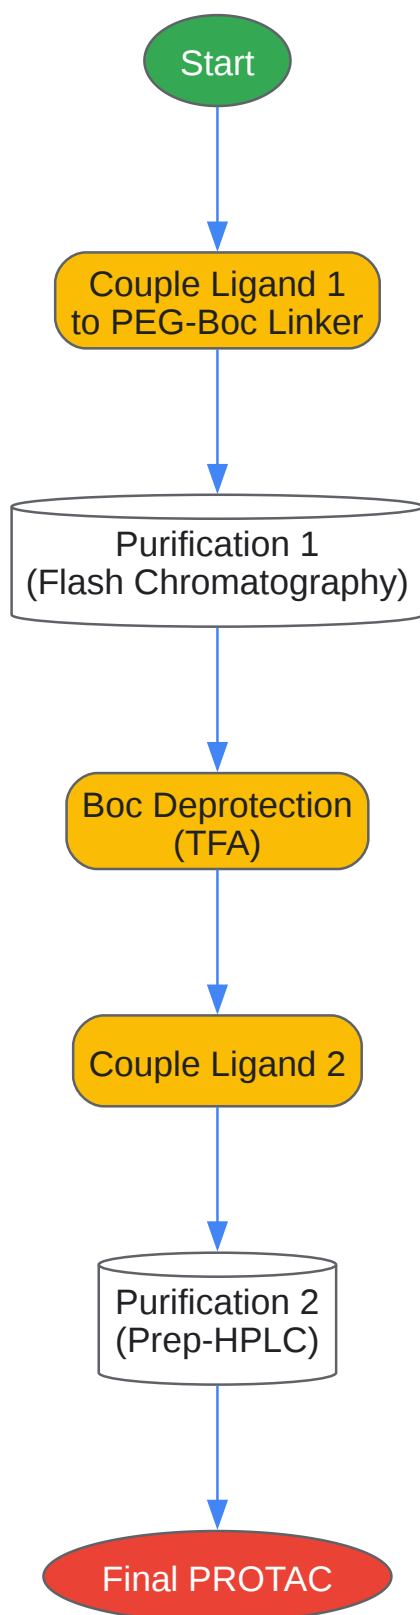 Start
Couple Ligand 1
to PEG-Boc Linker
Purification 1
(Flash Chromatography)
Boc Deprotection
(TFA)
Couple Ligand 2
Purification 2
(Prep-HPLC)
Final PROTAC